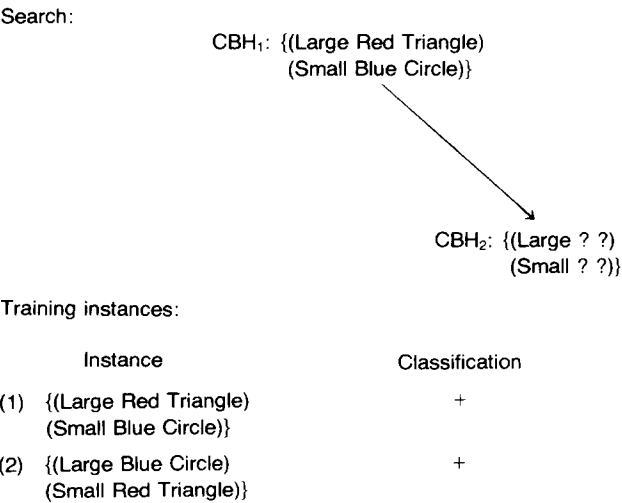 Search:
CBH₁: {(Large Red Triangle)
(Small Blue Circle)}
CBH₂: {(Large ? ?)
(Small ? ?)}
Training instances:
Instance Classification
(1) {(Large Red Triangle) +
(Small Blue Circle)}
(2) {(Large Blue Circle) +
(Small Red Triangle)}